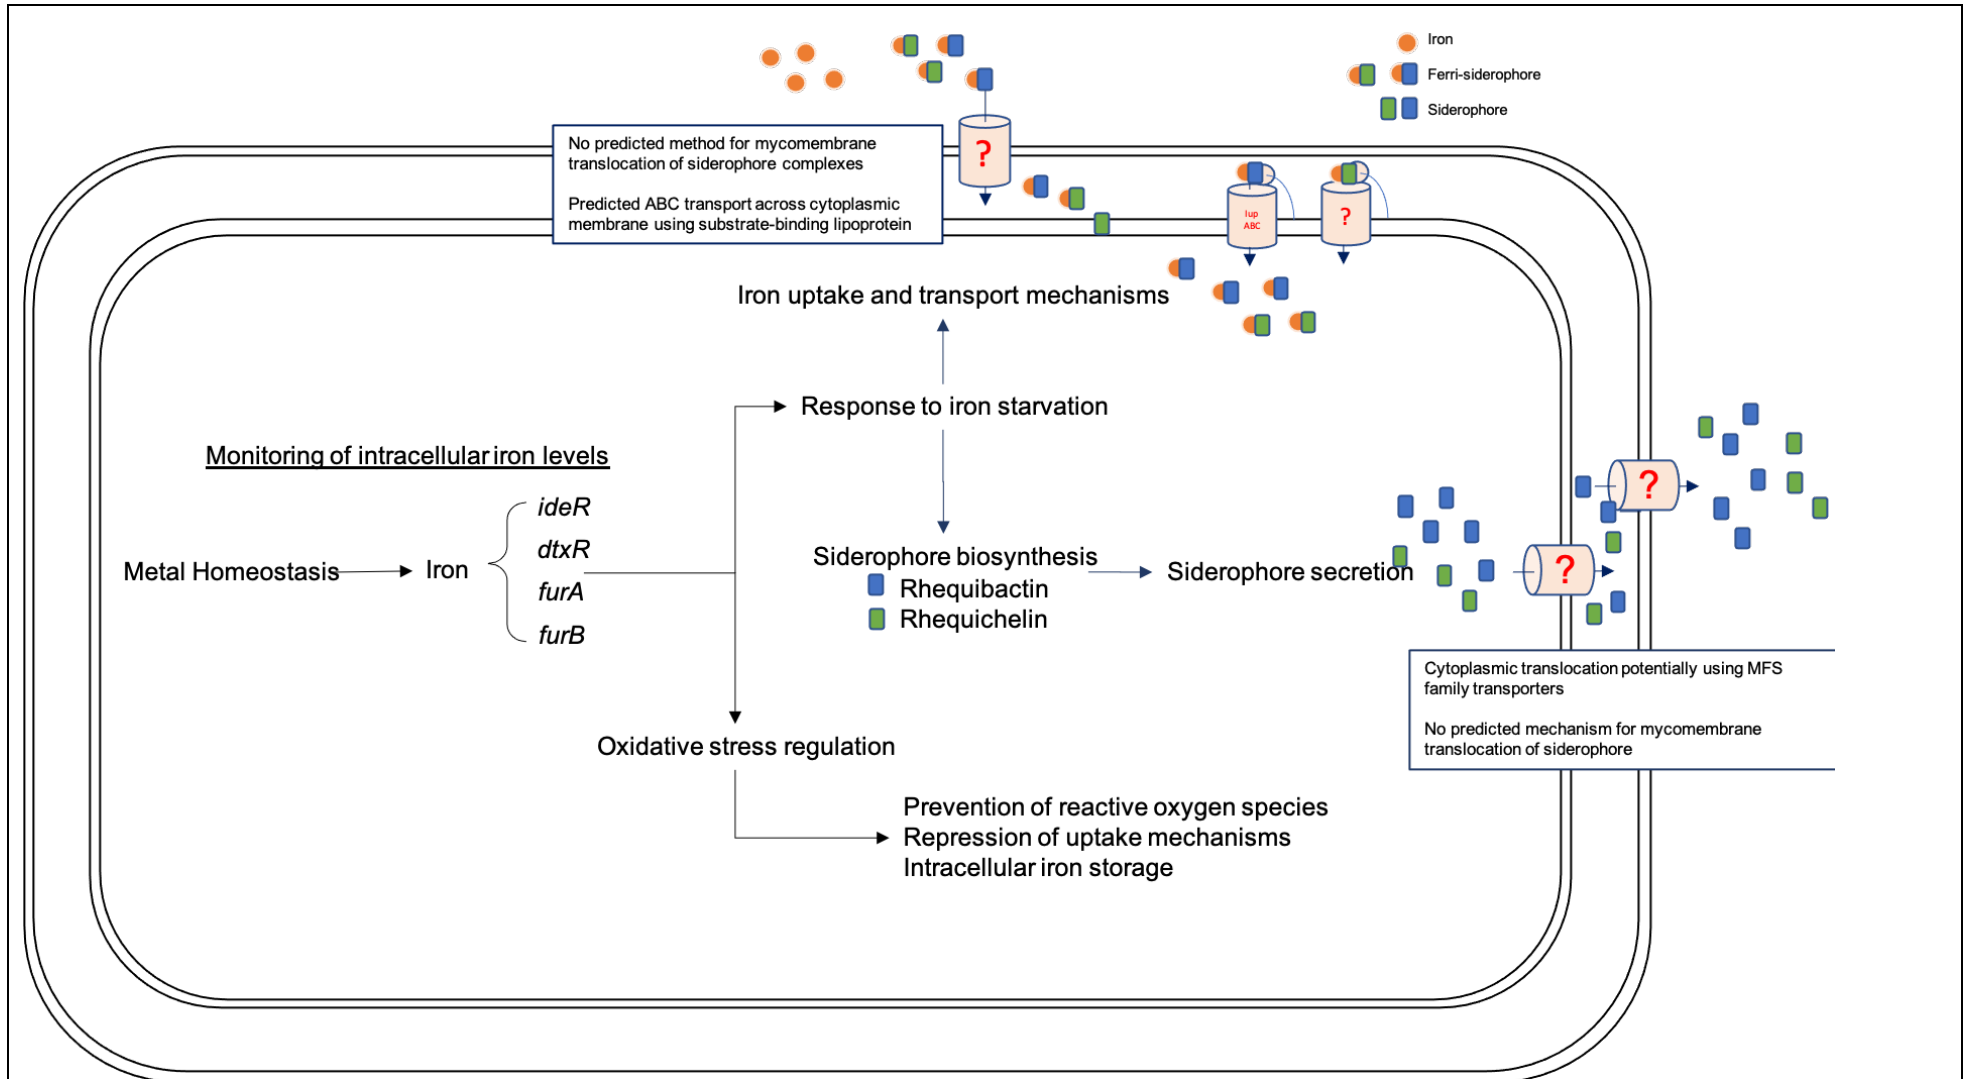 Iron
Ferri-siderophore
Siderophore
No predicted method for mycomembrane
translocation of siderophore complexes
Predicted ABC transport across cytoplasmic
membrane using substrate-binding lipoprotein
?
Iup
ABC
?
Iron uptake and transport mechanisms
Response to iron starvation
Monitoring of intracellular iron levels
ideR
dtxR
furA
furB
Metal Homeostasis
Iron
Siderophore biosynthesis
Rhequibactin
Rhequichelin
Siderophore secretion
?
?
Cytoplasmic translocation potentially using MFS
family transporters
No predicted mechanism for mycomembrane
translocation of siderophore
Oxidative stress regulation
Prevention of reactive oxygen species
Repression of uptake mechanisms
Intracellular iron storage